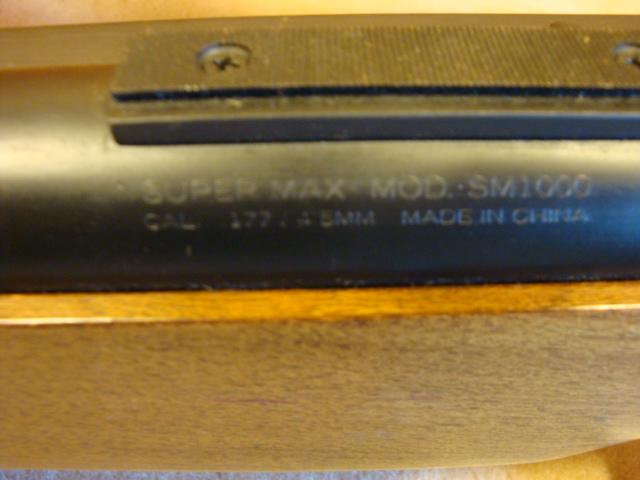 SUPER MAX MOD. SM1000
CAL .177 / 4.5MM MADE IN CHINA